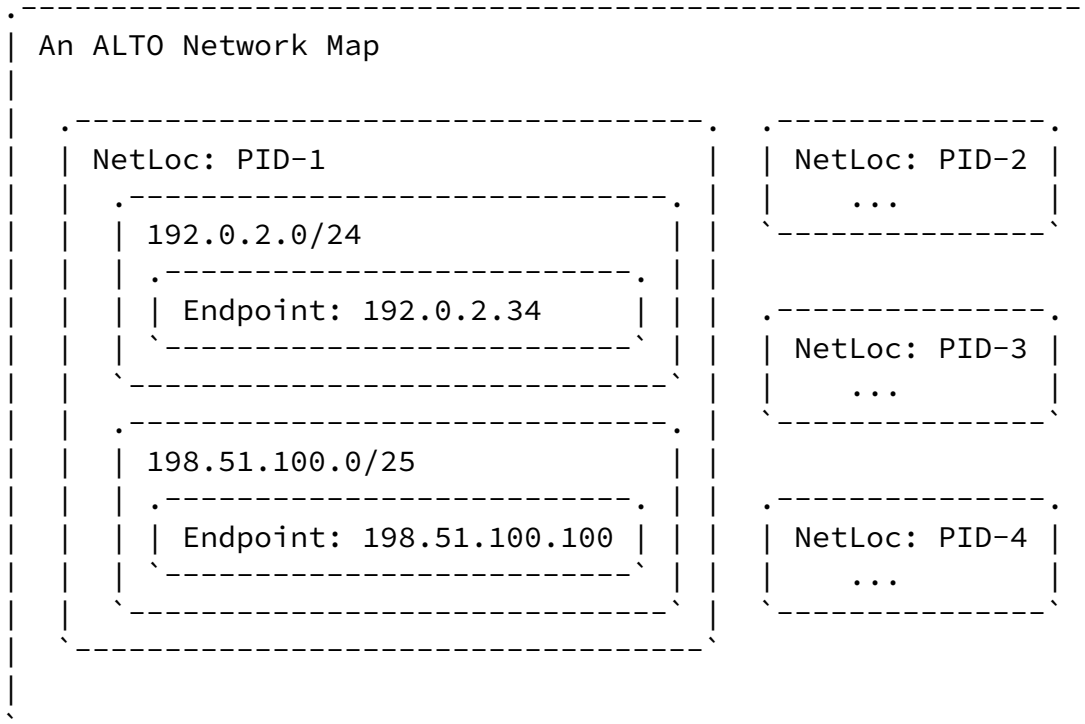 An ALTO Network Map
NetLoc: PID-1
192.0.2.0/24
Endpoint: 192.0.2.34
198.51.100.0/25
Endpoint: 198.51.100.100
NetLoc: PID-2
...
NetLoc: PID-3
...
NetLoc: PID-4
...